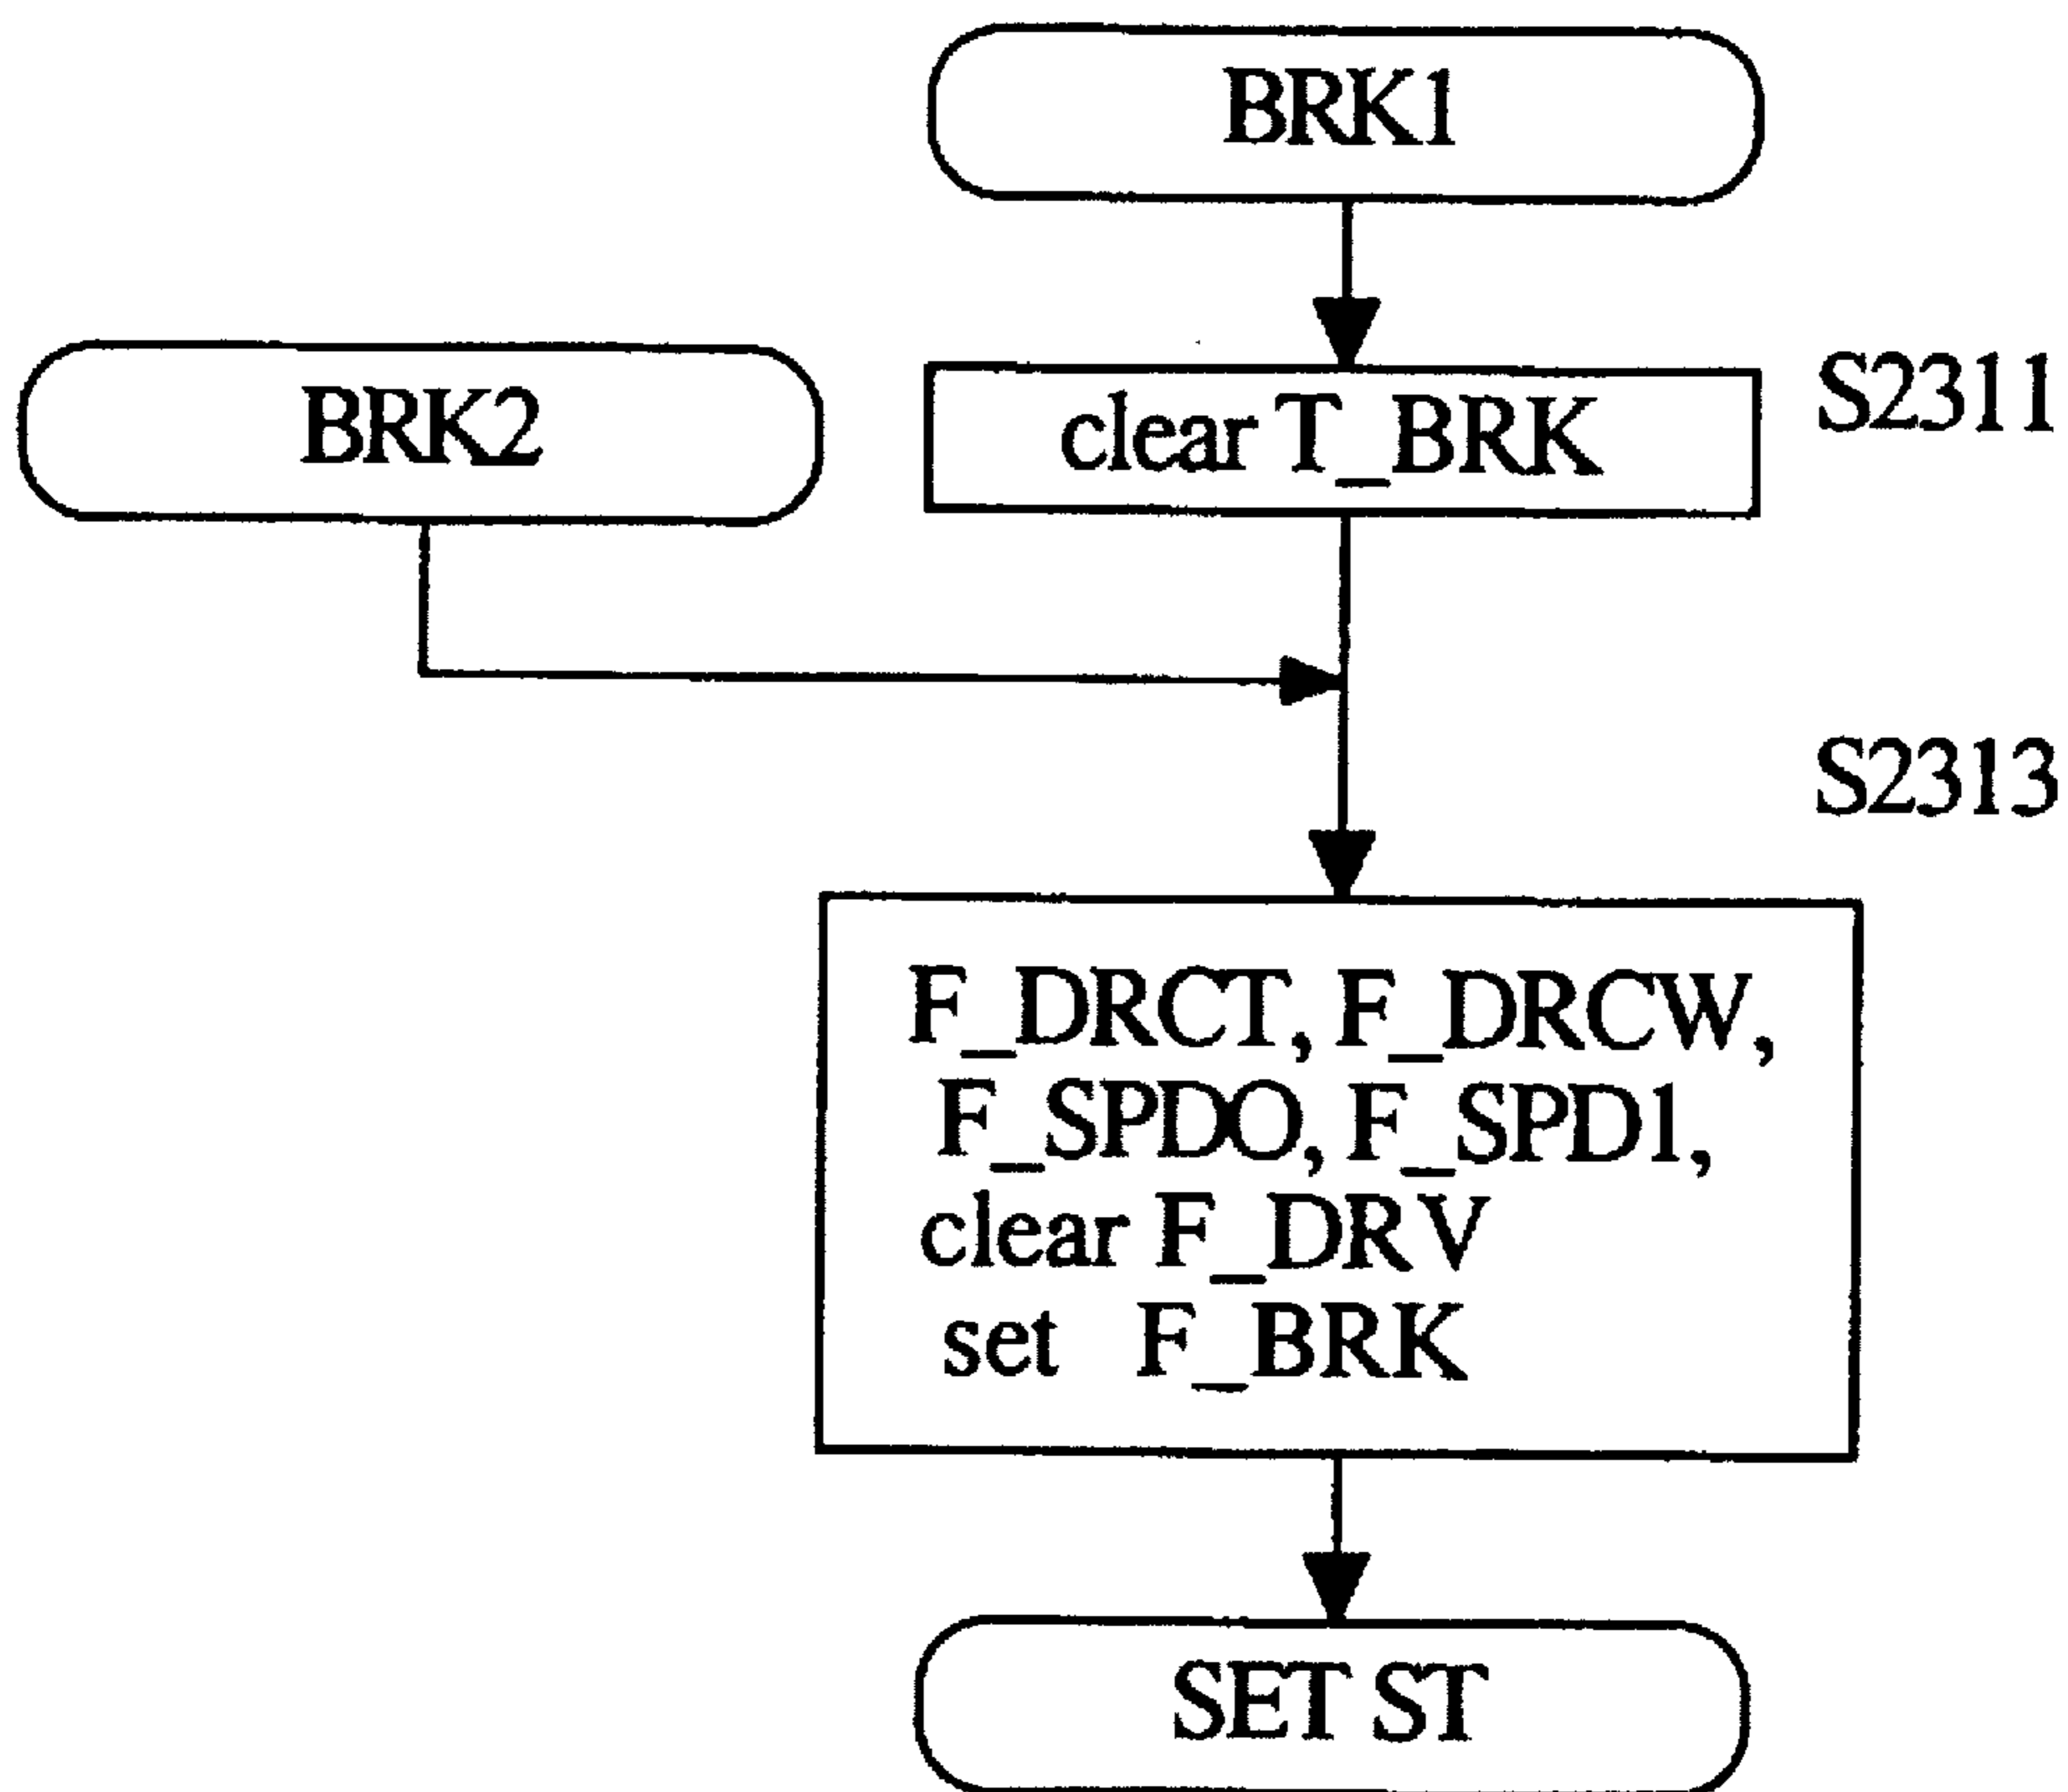 BRK1
BRK2
clear T_BRK
S2311
S2313
F_DRCT, F_DRCW,
F_SPDO, F_SPD1,
clear F_DRV
set F_BRK
SET ST